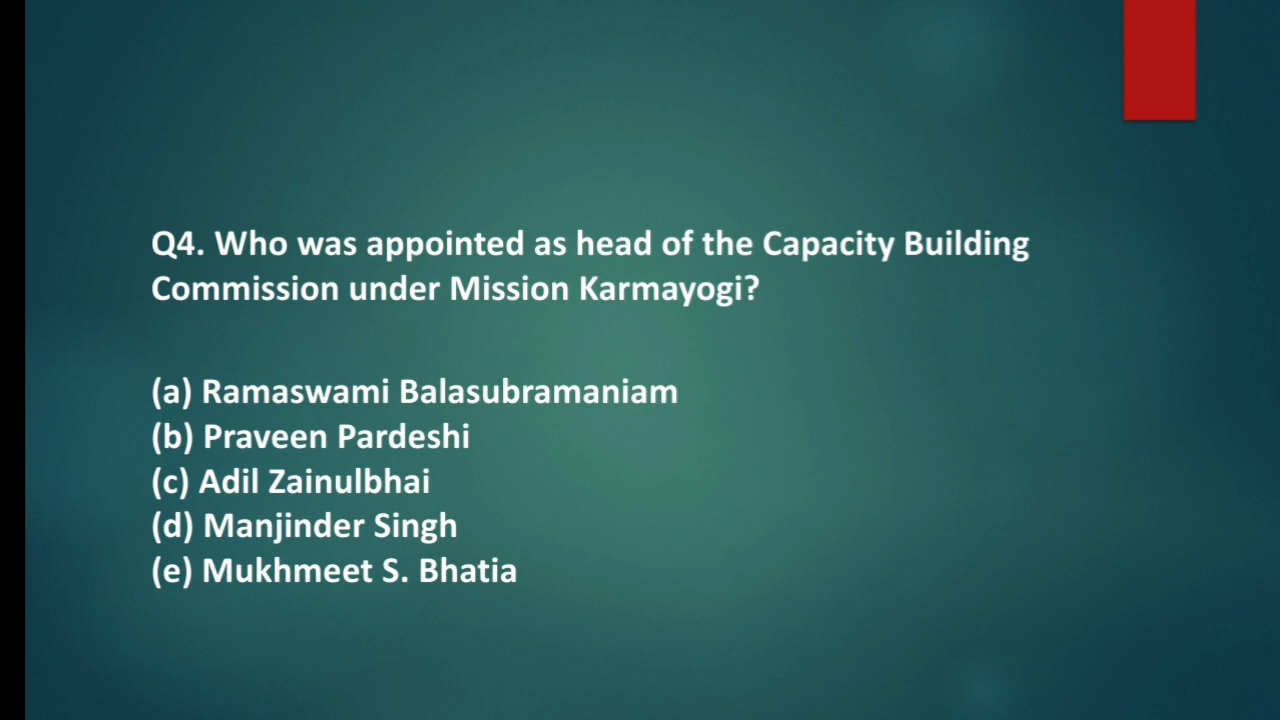 Q4. Who was appointed as head of the Capacity Building
Commission under Mission Karmayogi?
(a) Ramaswami Balasubramaniam
(b) Praveen Pardeshi
(c) Adil Zainulbhai
(d) Manjinder Singh
(e) Mukhmeet S. Bhatia